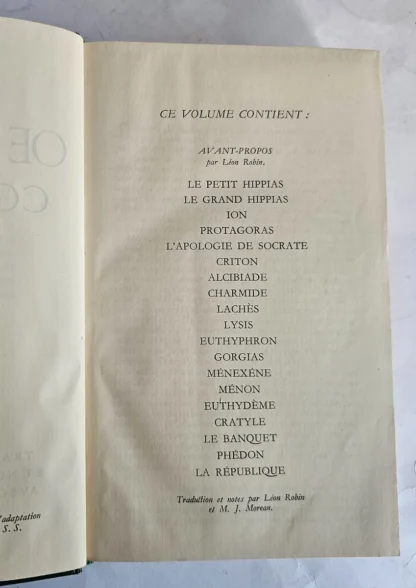 CE VOLUME CONTIENT :
AVANT-PROPOS
par Léon Robin.
LE PETIT HIPPIAS
LE GRAND HIPPIAS
ION
PROTAGORAS
L'APOLOGIE DE SOCRATE
CRITON
ALCIBIADE
CHARMIDE
LACHÈS
LYSIS
EUTHYPHRON
GORGIAS
MÉNEXÉNE
MÉNON
EUTHYDÈME
CRATYLE
LE BANQUET
PHÉDON
LA RÉPUBLIQUE
Traduction et notes par Léon Robin
et M. J. Moreau.
'adaptation
S. S.